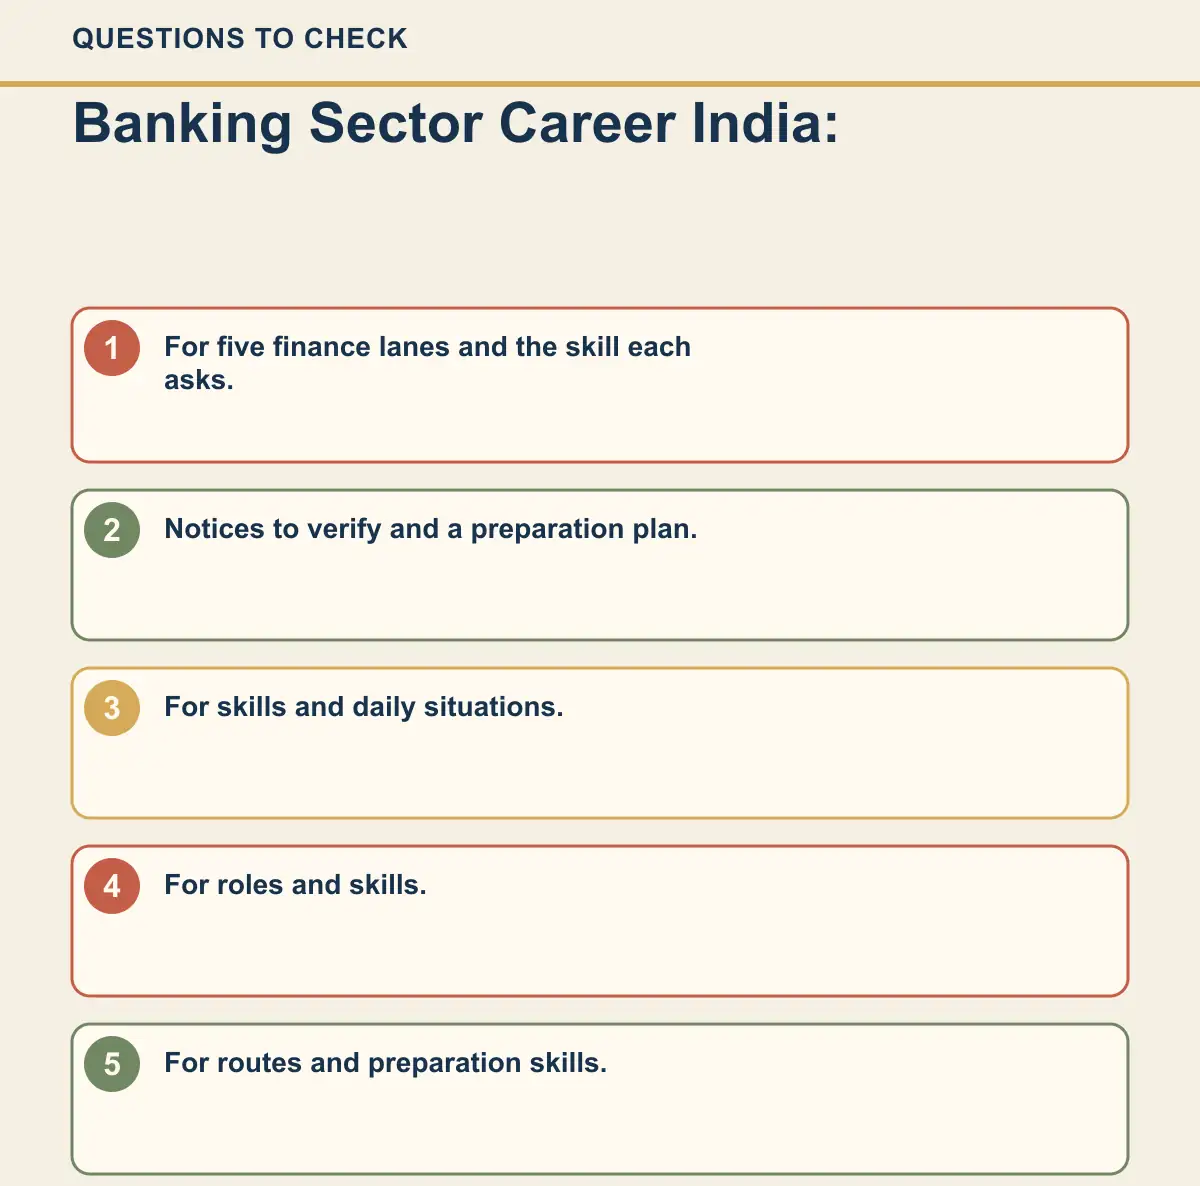 QUESTIONS TO CHECK
Banking Sector Career India:
1
For five finance lanes and the skill each
asks.
2
Notices to verify and a preparation plan.
3
For skills and daily situations.
4
For roles and skills.
5
For routes and preparation skills.